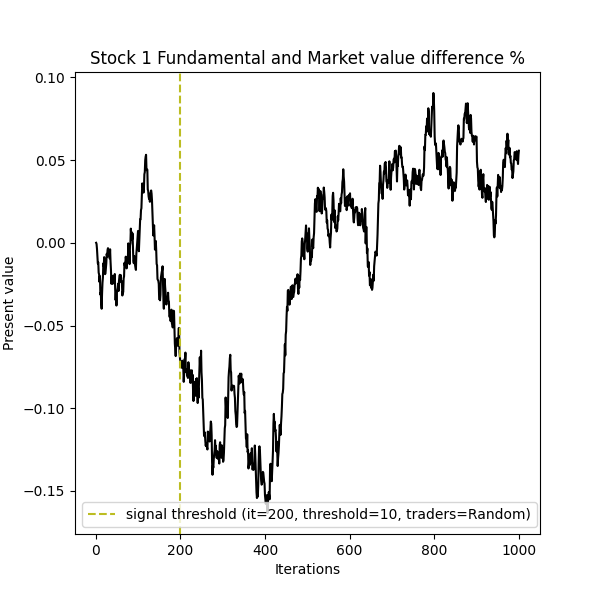 Stock 1 Fundamental and Market value difference %
0.10
0.05
0.00
−0.05
−0.10
−0.15
Present value
signal threshold (it=200, threshold=10, traders=Random)
0 200 400 600 800 1000
Iterations